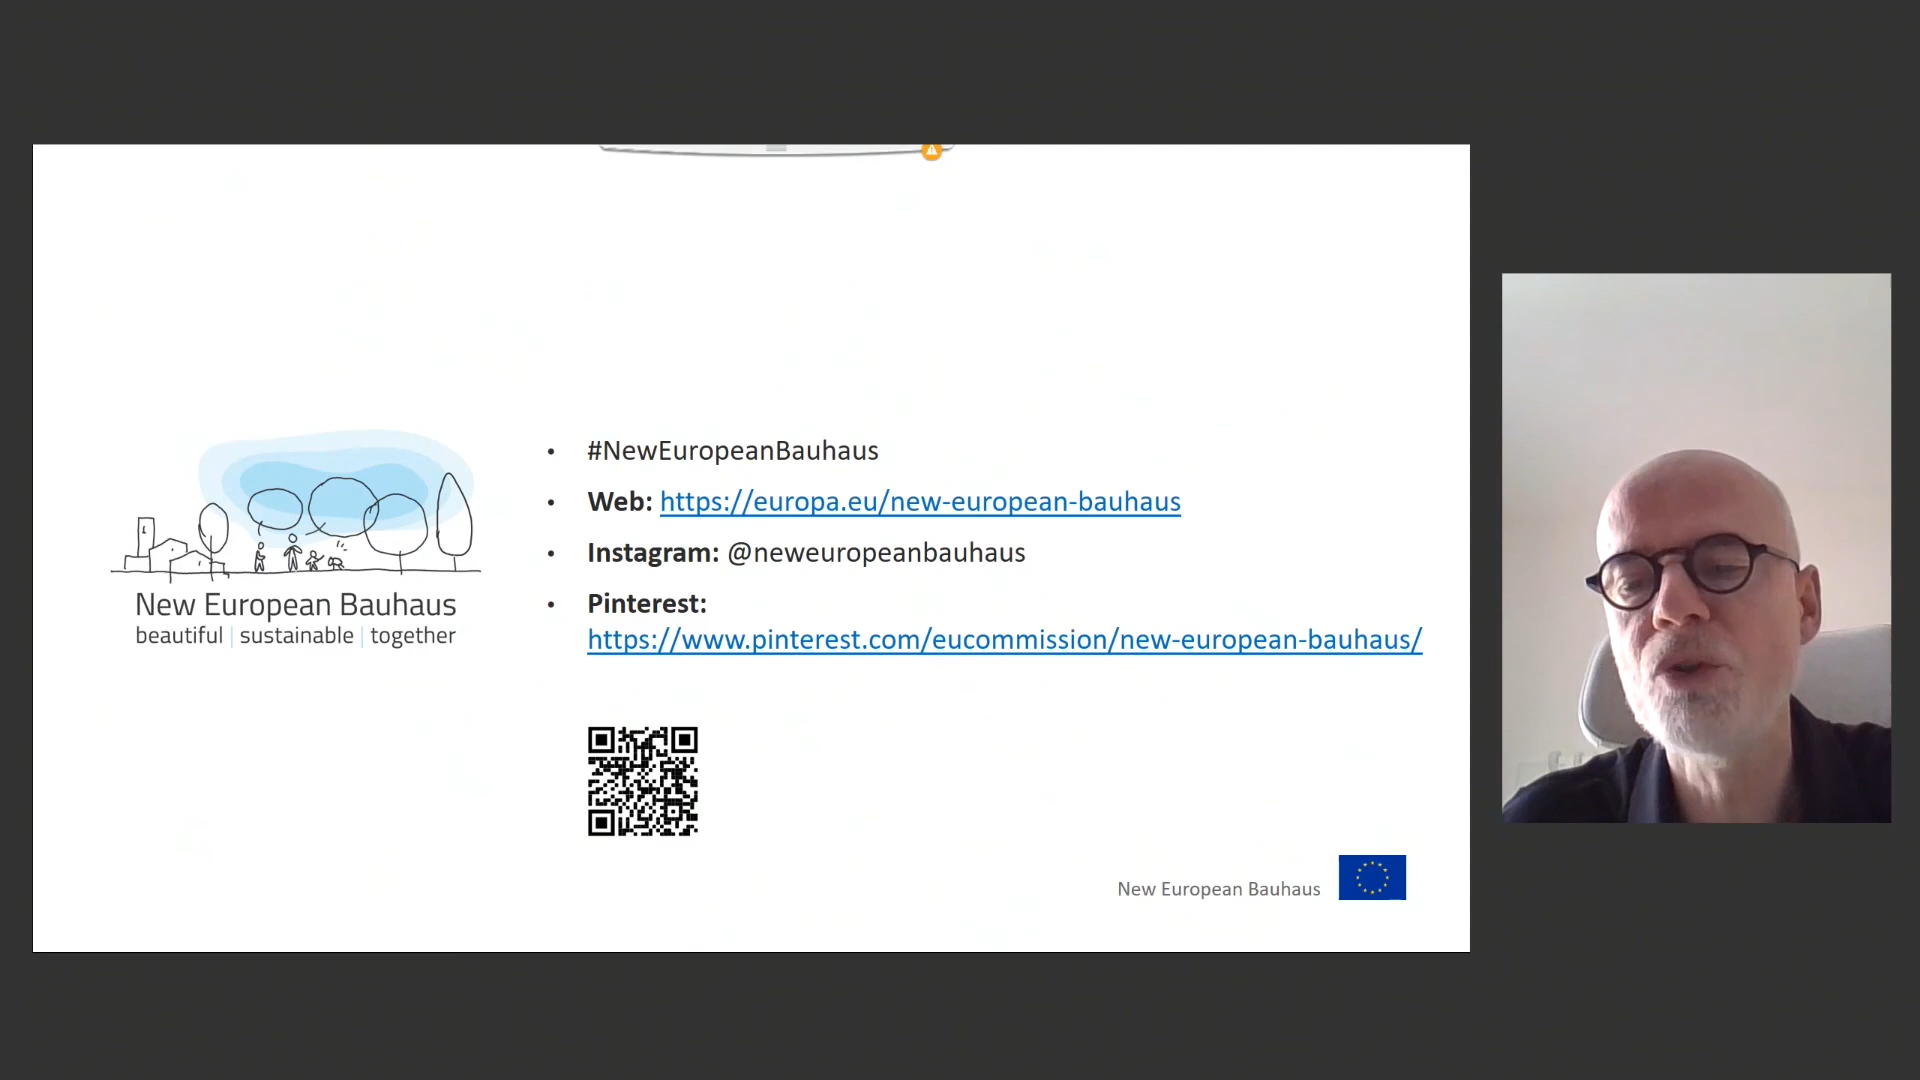 #NewEuropeanBauhaus
Web: https://europa.eu/new-european-bauhaus
Instagram: @neweuropeanbauhaus
Pinterest:
https://www.pinterest.com/eucommission/new-european-bauhaus/
New European Bauhaus
beautiful | sustainable | together
New European Bauhaus